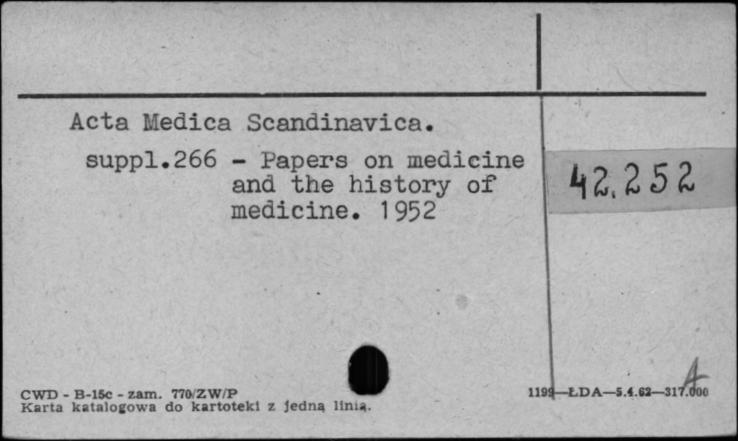 Acta Medica Scandinavica.
suppl.266 - Papers on medicine
and the history of
medicine. 1952
42.252
A
CWD - B-15c - zam. 770/ZW/P
Karta katalogowa do kartoteki z jedną linią.
1199—ŁDA—5.4.62—317.000